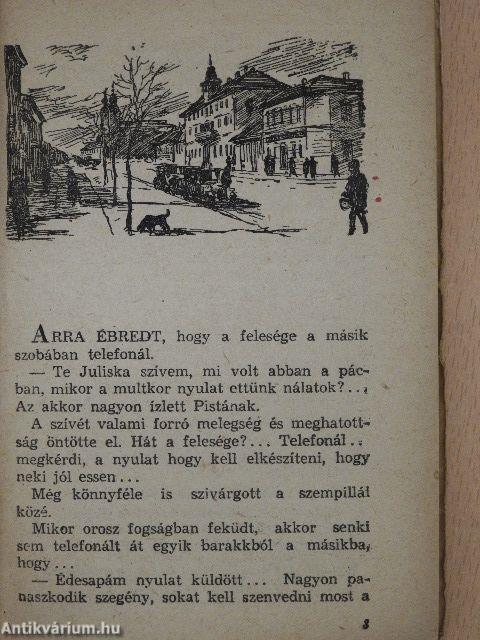 ARRA ÉBREDT, hogy a felesége a másik
szobában telefonál.
— Te Juliska szívem, mi volt abban a pác-
ban, mikor a multkor nyulat ettünk nálatok?...
Az akkor nagyon ízlett Pistának.
A szívét valami forró melegség és meghatott-
ság öntötte el. Hát a felesége?... Telefonál...
megkérdi, a nyulat hogy kell elkészíteni, hogy
neki jól essen...
Még könnyféle is szivárgott a szempillái
közé.
Mikor orosz fogságban feküdt, akkor senki
sem telefonált át egyik barakkból a másikba,
hogy...
— Édesapám nyulat küldött... Nagyon pa-
naszkodik szegény, sokat kell szenvedni most a
3
© Antikvárium.hu
http://antikvarium.hu